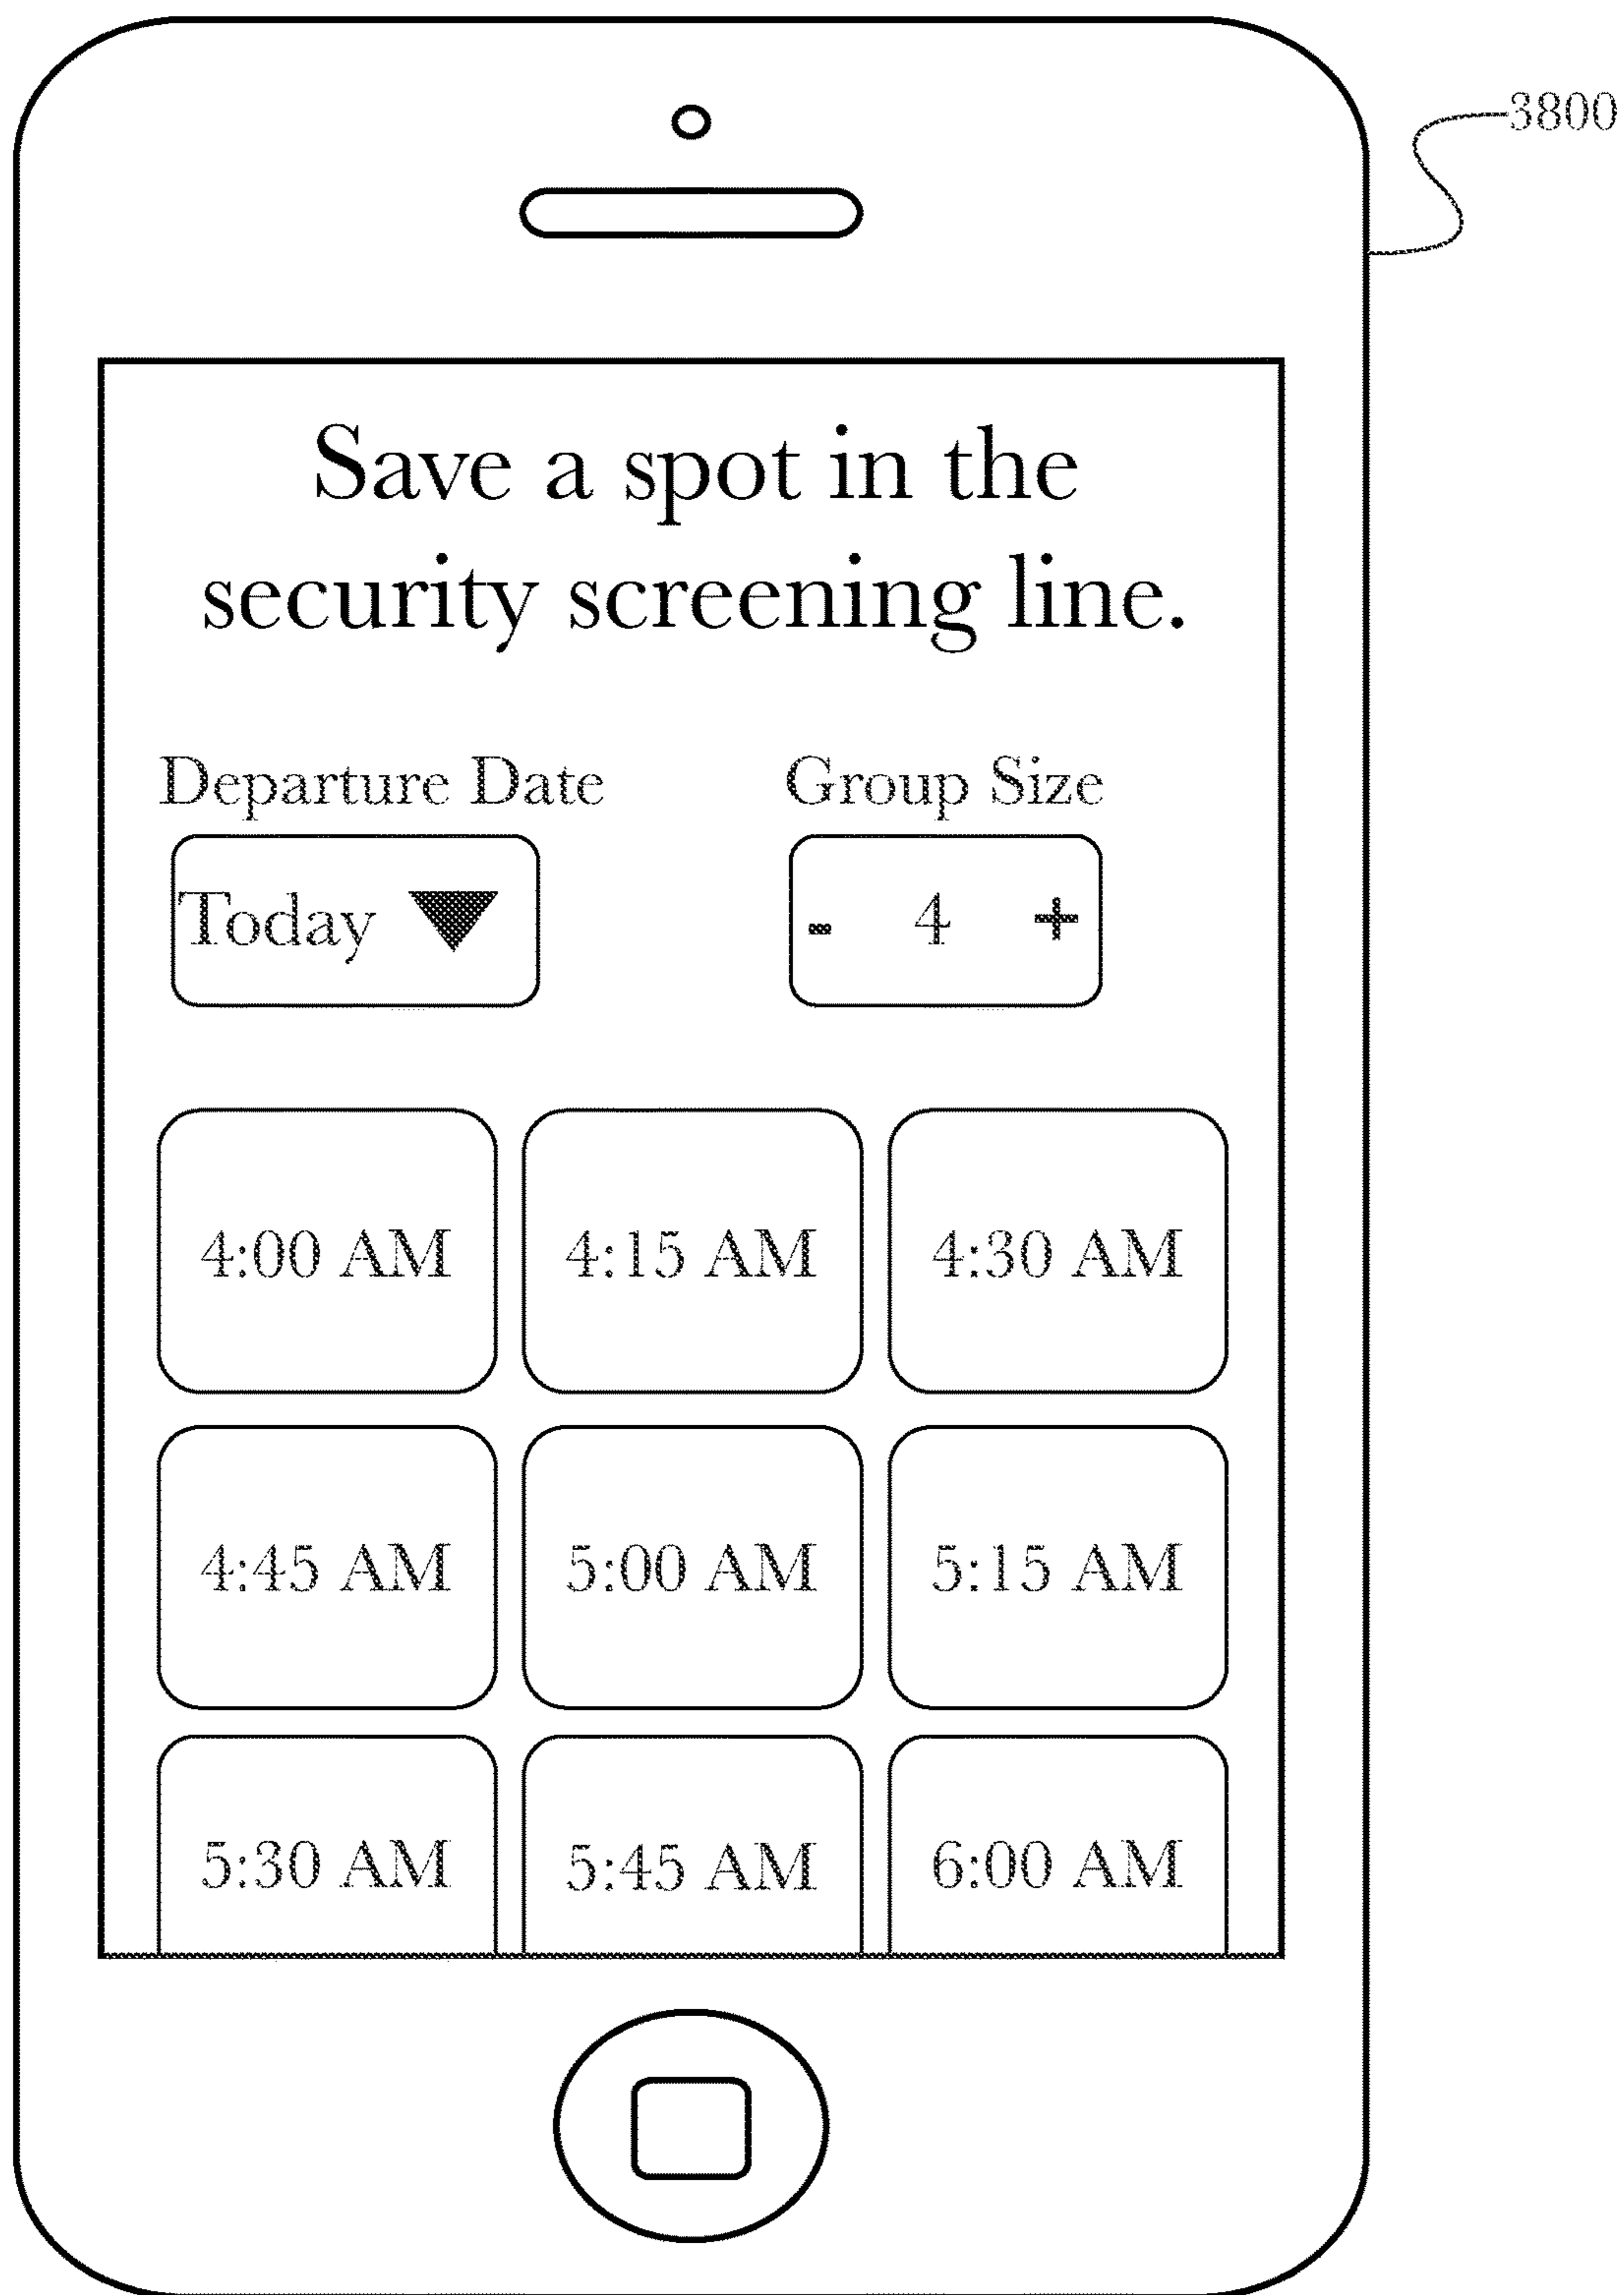 3800
Save a spot in the
security screening line.
Departure Date Group Size
Today - 4 +
4:00 AM 4:15 AM 4:30 AM
4:45 AM 5:00 AM 5:15 AM
5:30 AM 5:45 AM 6:00 AM